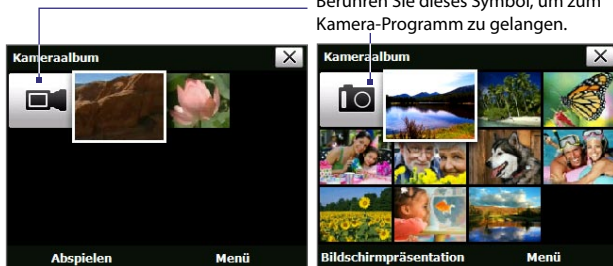 Berühren Sie dieses Symbol, um zum
Kamera-Programm zu gelangen.
Kameraalbum
Kameraalbum
Abspielen Menü
Bildschirmpräsentation Menü